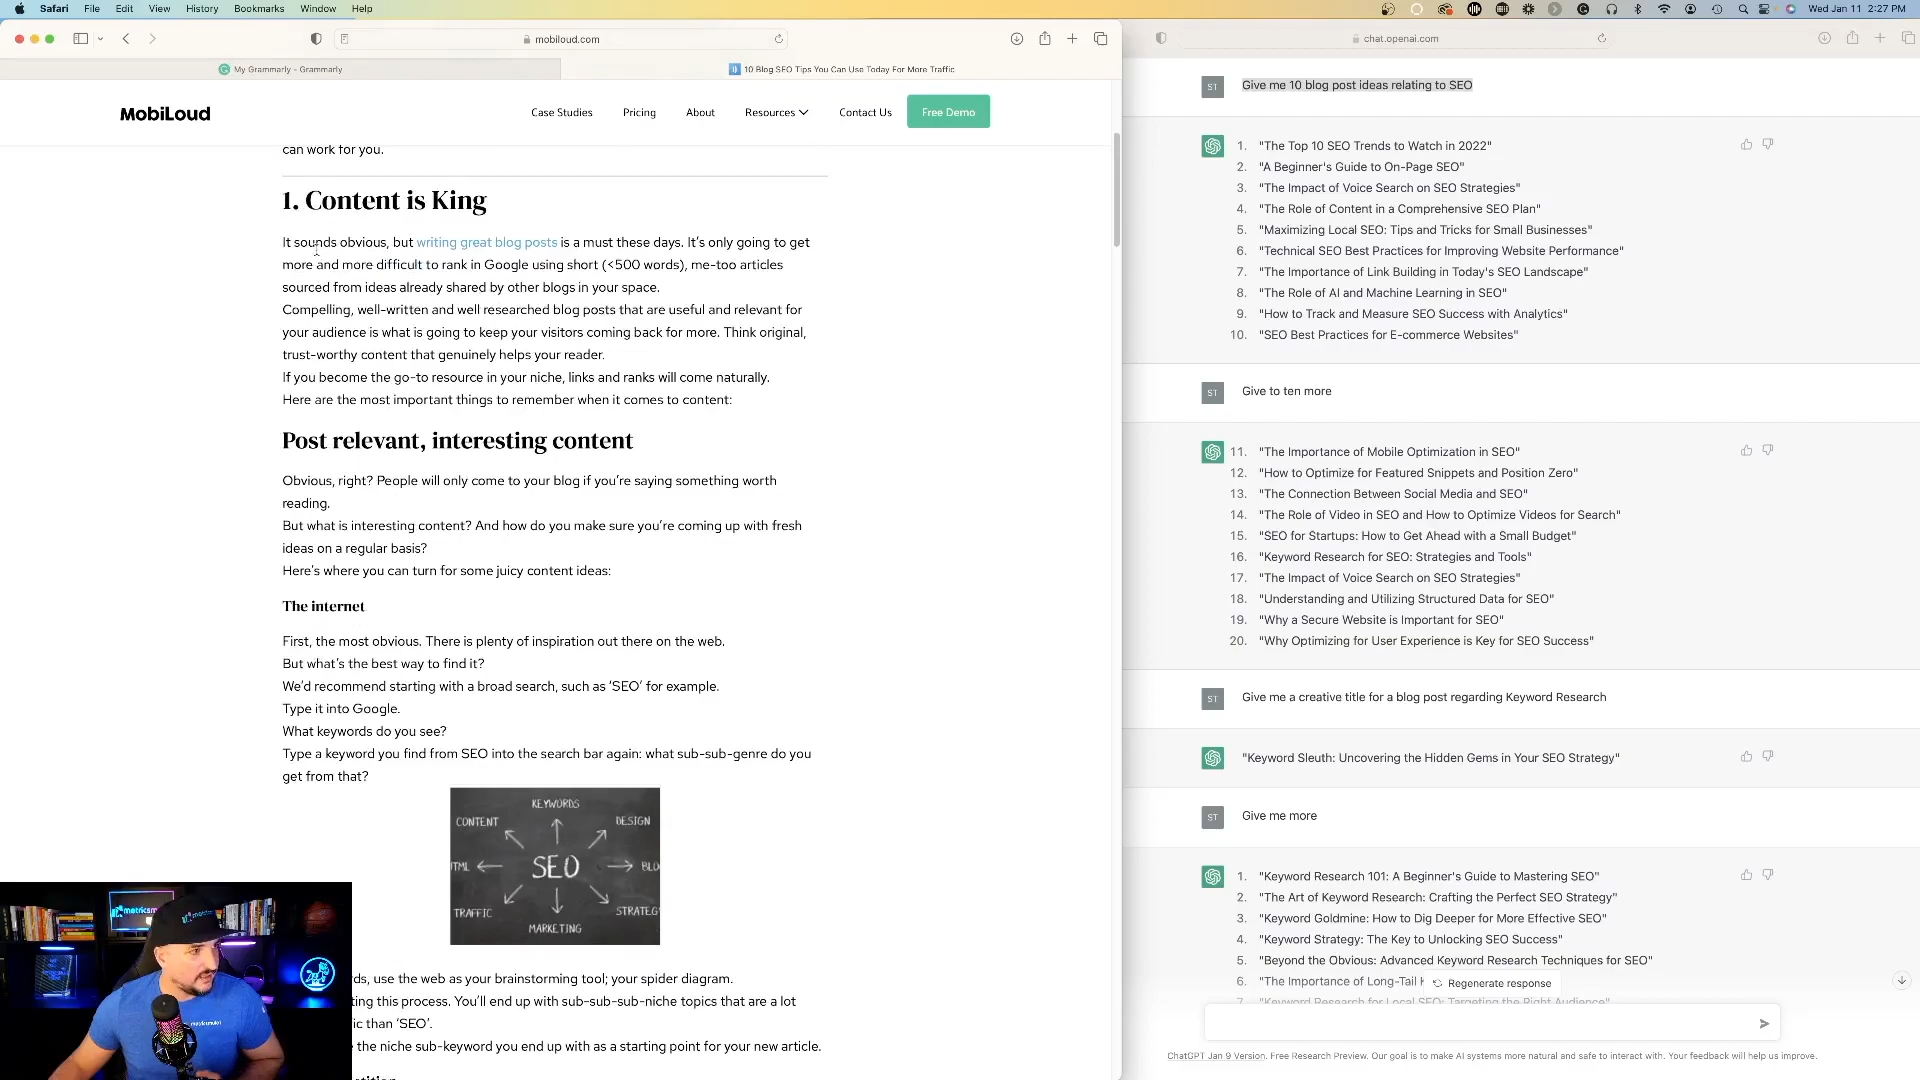 Safari File Edit View History Bookmarks Window Help
Wed Jan 11 2:27 PM
mobiloud.com
My Grammarly - Grammarly
10 Blog SEO Tips You Can Use Today For More Traffic
MobiLoud
Case Studies
Pricing
About
Resources
Contact Us
Free Demo
can work for you.
1. Content is King
It sounds obvious, but writing great blog posts is a must these days. It’s only going to get
more and more difficult to rank in Google using short (<500 words), me-too articles
sourced from ideas already shared by other blogs in your space.
Compelling, well-written and well researched blog posts that are useful and relevant for
your audience is what is going to keep your visitors coming back for more. Think original,
trust-worthy content that genuinely helps your reader.
If you become the go-to resource in your niche, links and ranks will come naturally.
Here are the most important things to remember when it comes to content:
Post relevant, interesting content
Obvious, right? People will only come to your blog if you’re saying something worth
reading.
But what is interesting content? And how do you make sure you’re coming up with fresh
ideas on a regular basis?
Here’s where you can turn for some juicy content ideas:
The internet
First, the most obvious. There is plenty of inspiration out there on the web.
But what’s the best way to find it?
We’d recommend starting with a broad search, such as ‘SEO’ for example.
Type it into Google.
What keywords do you see?
Type a keyword you find from SEO into the search bar again: what sub-sub-genre do you
get from that?
KEYWORDS
CONTENT
DESIGN
HTML
SEO
BLO
TRAFFIC
STRATEG
MARKETING
ds, use the web as your brainstorming tool; your spider diagram.
ting this process. You’ll end up with sub-sub-sub-niche topics that are a lot
ic than ‘SEO’.
the niche sub-keyword you end up with as a starting point for your new article.
chat.openai.com
ST
Give me 10 blog post ideas relating to SEO
1. "The Top 10 SEO Trends to Watch in 2022"
2. "A Beginner's Guide to On-Page SEO"
3. "The Impact of Voice Search on SEO Strategies"
4. "The Role of Content in a Comprehensive SEO Plan"
5. "Maximizing Local SEO: Tips and Tricks for Small Businesses"
6. "Technical SEO Best Practices for Improving Website Performance"
7. "The Importance of Link Building in Today's SEO Landscape"
8. "The Role of AI and Machine Learning in SEO"
9. "How to Track and Measure SEO Success with Analytics"
10. "SEO Best Practices for E-commerce Websites"
ST
Give to ten more
11. "The Importance of Mobile Optimization in SEO"
12. "How to Optimize for Featured Snippets and Position Zero"
13. "The Connection Between Social Media and SEO"
14. "The Role of Video in SEO and How to Optimize Videos for Search"
15. "SEO for Startups: How to Get Ahead with a Small Budget"
16. "Keyword Research for SEO: Strategies and Tools"
17. "The Impact of Voice Search on SEO Strategies"
18. "Understanding and Utilizing Structured Data for SEO"
19. "Why a Secure Website is Important for SEO"
20. "Why Optimizing for User Experience is Key for SEO Success"
ST
Give me a creative title for a blog post regarding Keyword Research
"Keyword Sleuth: Uncovering the Hidden Gems in Your SEO Strategy"
ST
Give me more
1. "Keyword Research 101: A Beginner's Guide to Mastering SEO"
2. "The Art of Keyword Research: Crafting the Perfect SEO Strategy"
3. "Keyword Goldmine: How to Dig Deeper for More Effective SEO"
4. "Keyword Strategy: The Key to Unlocking SEO Success"
5. "Beyond the Obvious: Advanced Keyword Research Techniques for SEO"
6. "The Importance of Long-Tail K
Regenerate response
7. "Keyword Research for Local SEO: Targeting the Right Audience"
ChatGPT Jan 9 Version. Free Research Preview. Our goal is to make AI systems more natural and safe to interact with. Your feedback will help us improve.